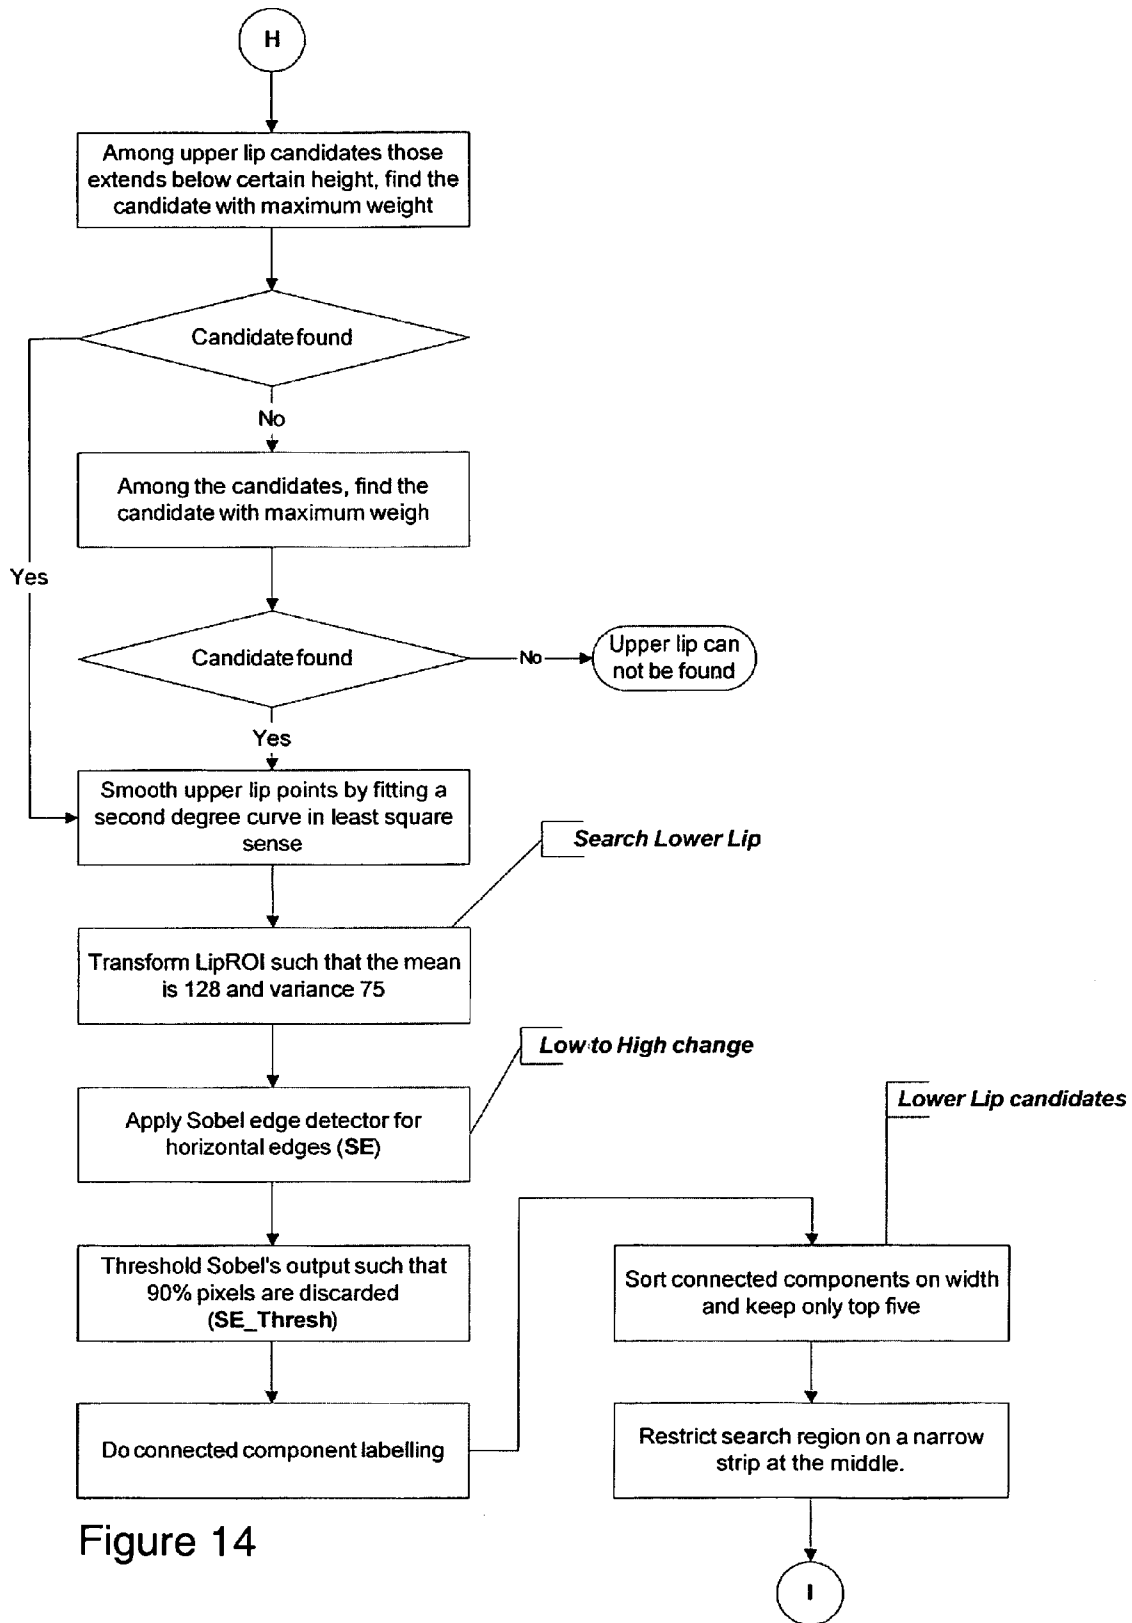 H
Among upper lip candidates those
extends below certain height, find the
candidate with maximum weight
Candidate found
No
Among the candidates, find the
candidate with maximum weigh
Yes
Candidate found
No
Upper lip can
not be found
Yes
Smooth upper lip points by fitting a
second degree curve in least square
sense
Search Lower Lip
Transform LipROI such that the mean
is 128 and variance 75
Low to High change
Apply Sobel edge detector for
horizontal edges (SE)
Lower Lip candidates
Threshold Sobel's output such that
90% pixels are discarded
(SE_Thresh)
Sort connected components on width
and keep only top five
Do connected component labelling
Restrict search region on a narrow
strip at the middle.
Figure 14
I